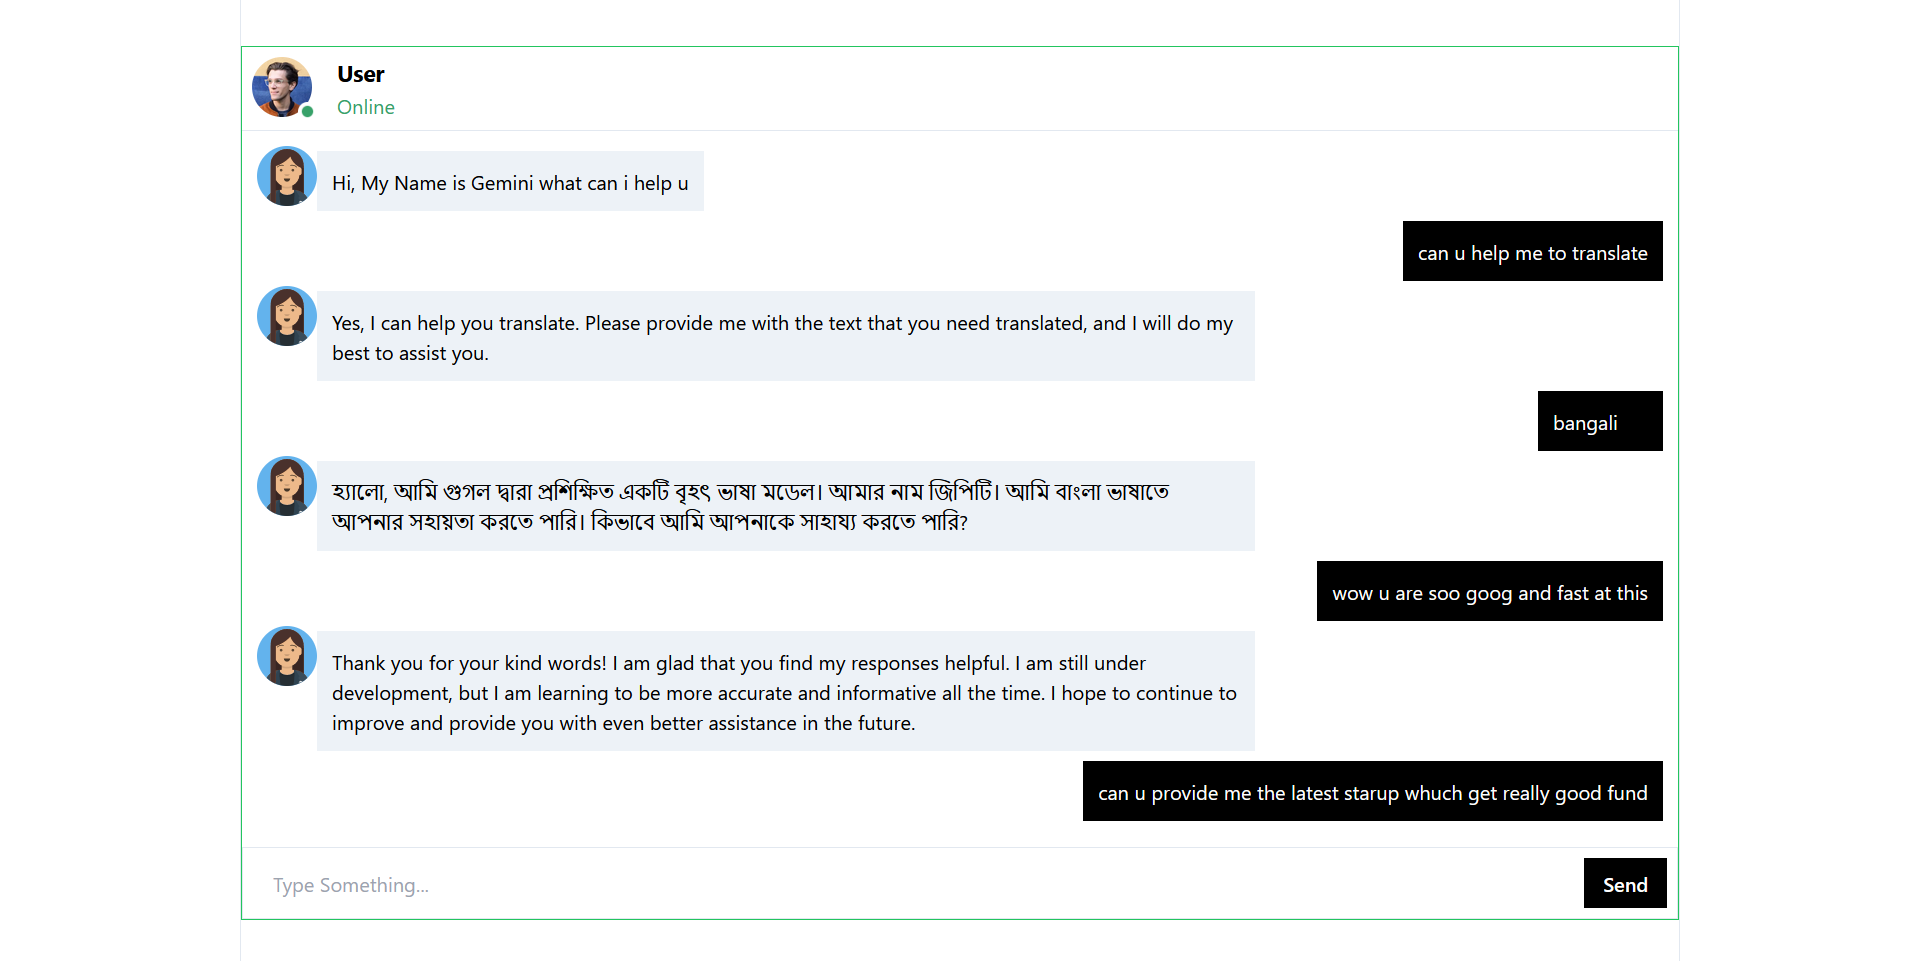 User
Online
Hi, My Name is Gemini what can i help u
can u help me to translate
Yes, I can help you translate. Please provide me with the text that you need translated, and I will do my
best to assist you.
bangali
হ্যালো, আমি গুগল দ্বারা প্রশিক্ষিত একটি বৃহৎ ভাষা মডেল। আমার নাম জিপিটি। আমি বাংলা ভাষাতে
আপনার সহায়তা করতে পারি। কিভাবে আমি আপনাকে সাহায্য করতে পারি?
wow u are soo goog and fast at this
Thank you for your kind words! I am glad that you find my responses helpful. I am still under
development, but I am learning to be more accurate and informative all the time. I hope to continue to
improve and provide you with even better assistance in the future.
can u provide me the latest starup whuch get really good fund
Type Something...
Send